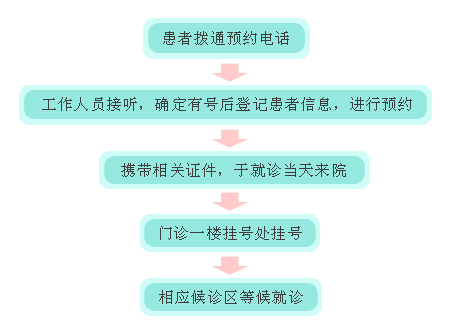 患者拨通预约电话
工作人员接听，确定有号后登记患者信息，进行预约
携带相关证件，于就诊当天来院
门诊一楼挂号处挂号
相应候诊区等候就诊